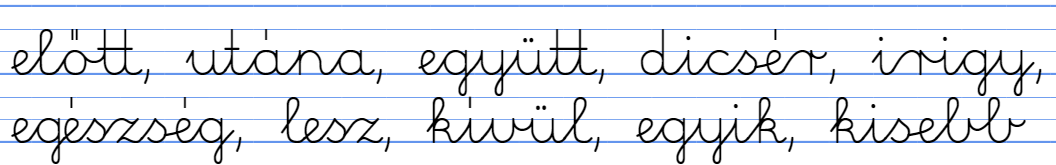 előtt, utána, együtt, dicsér, irigy,
egészség, lesz, kívül, egyik, kisebb